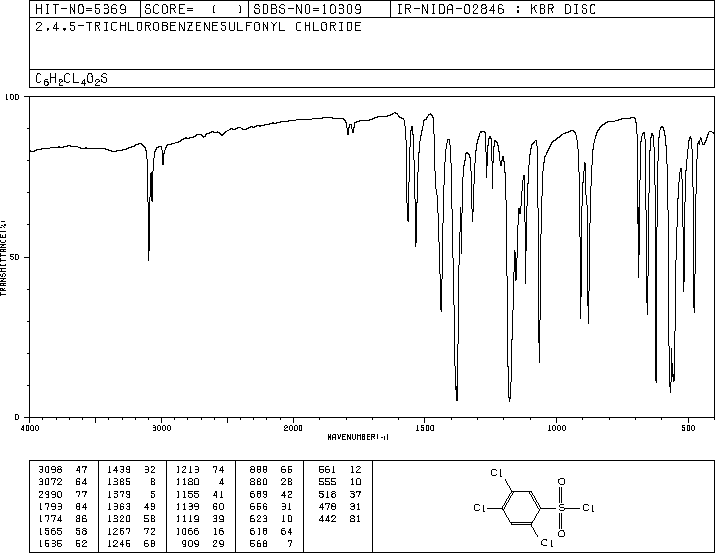 HIT-NO=5369 SCORE= ( ) SDBS-NO=10309 IR-NIDA-02846 : KBR DISC
2,4,5-TRICHLOROBENZENESULFONYL CHLORIDE
C6H2CL4O2S
100
50
0
TRANSMITTANCE(%)
4000 3000 2000 1500 1000 500
WAVENUMBER(-1)
3098 47 1439 32 1213 74 888 66 561 12
3072 64 1385 8 1180 4 880 28 555 10
2990 77 1379 5 1155 41 689 42 518 37
1793 84 1363 49 1139 60 656 31 478 31
1774 86 1320 58 1119 39 623 10 442 81
1565 58 1267 72 1066 16 618 64
1535 52 1246 68 909 29 568 7
Cl O
Cl S Cl
Cl O